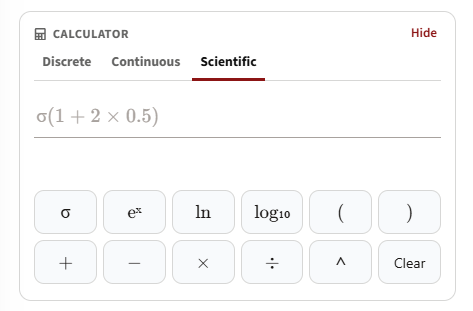 CALCULATOR Hide
Discrete Continuous Scientific
σ(1 + 2 × 0.5)
σ eˣ ln log₁₀ ( )
+ − × ÷ ^ Clear